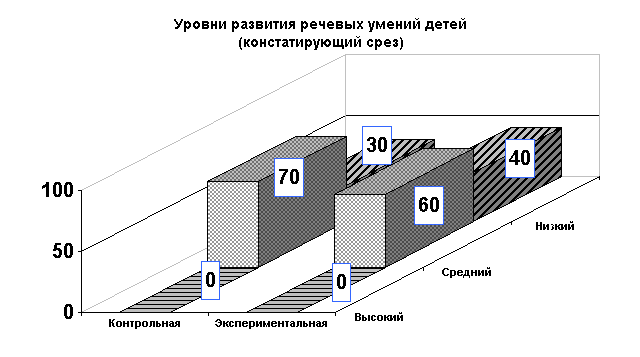 Уровни развития речевых умений детей
(констатирующий срез)
30
40
70
60
100
50
0
0
0
Низкий
Средний
Высокий
Контрольная
Экспериментальная